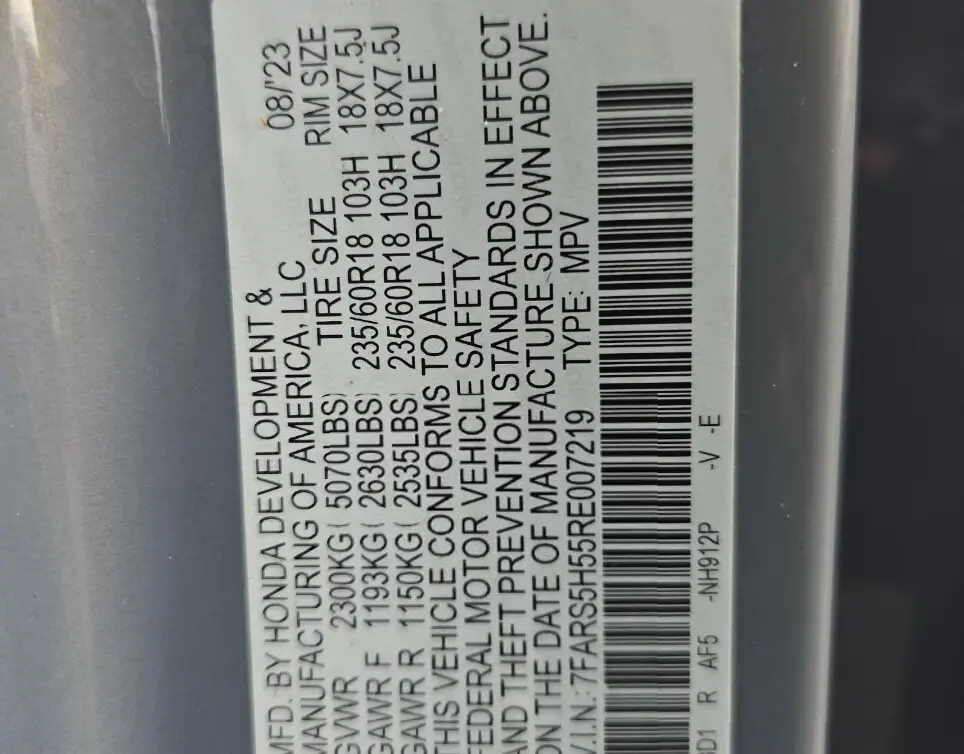 MFD. BY HONDA DEVELOPMENT &
MANUFACTURING OF AMERICA, LLC 08/'23
GVWR 2300KG( 5070LBS) TIRE SIZE RIM SIZE
GAWR F 1193KG( 2630LBS) 235/60R18 103H 18X7.5J
GAWR R 1150KG( 2535LBS) 235/60R18 103H 18X7.5J
THIS VEHICLE CONFORMS TO ALL APPLICABLE
FEDERAL MOTOR VEHICLE SAFETY
AND THEFT PREVENTION STANDARDS IN EFFECT
ON THE DATE OF MANUFACTURE SHOWN ABOVE.
V.I.N.: 7FARS5H55RE007219 TYPE: MPV
R AF5 -NH912P -V -E